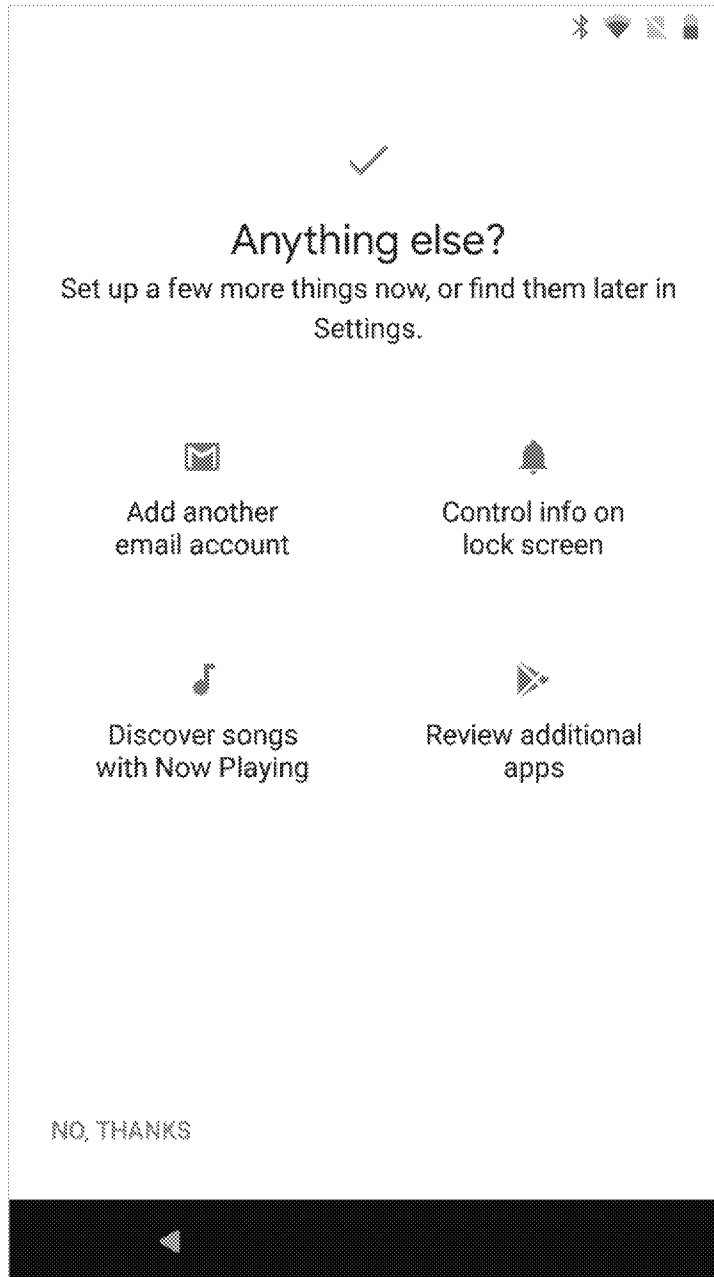 Anything else?
Set up a few more things now, or find them later in
Settings.
Add another
email account
Control info on
lock screen
Discover songs
with Now Playing
Review additional
apps
NO, THANKS